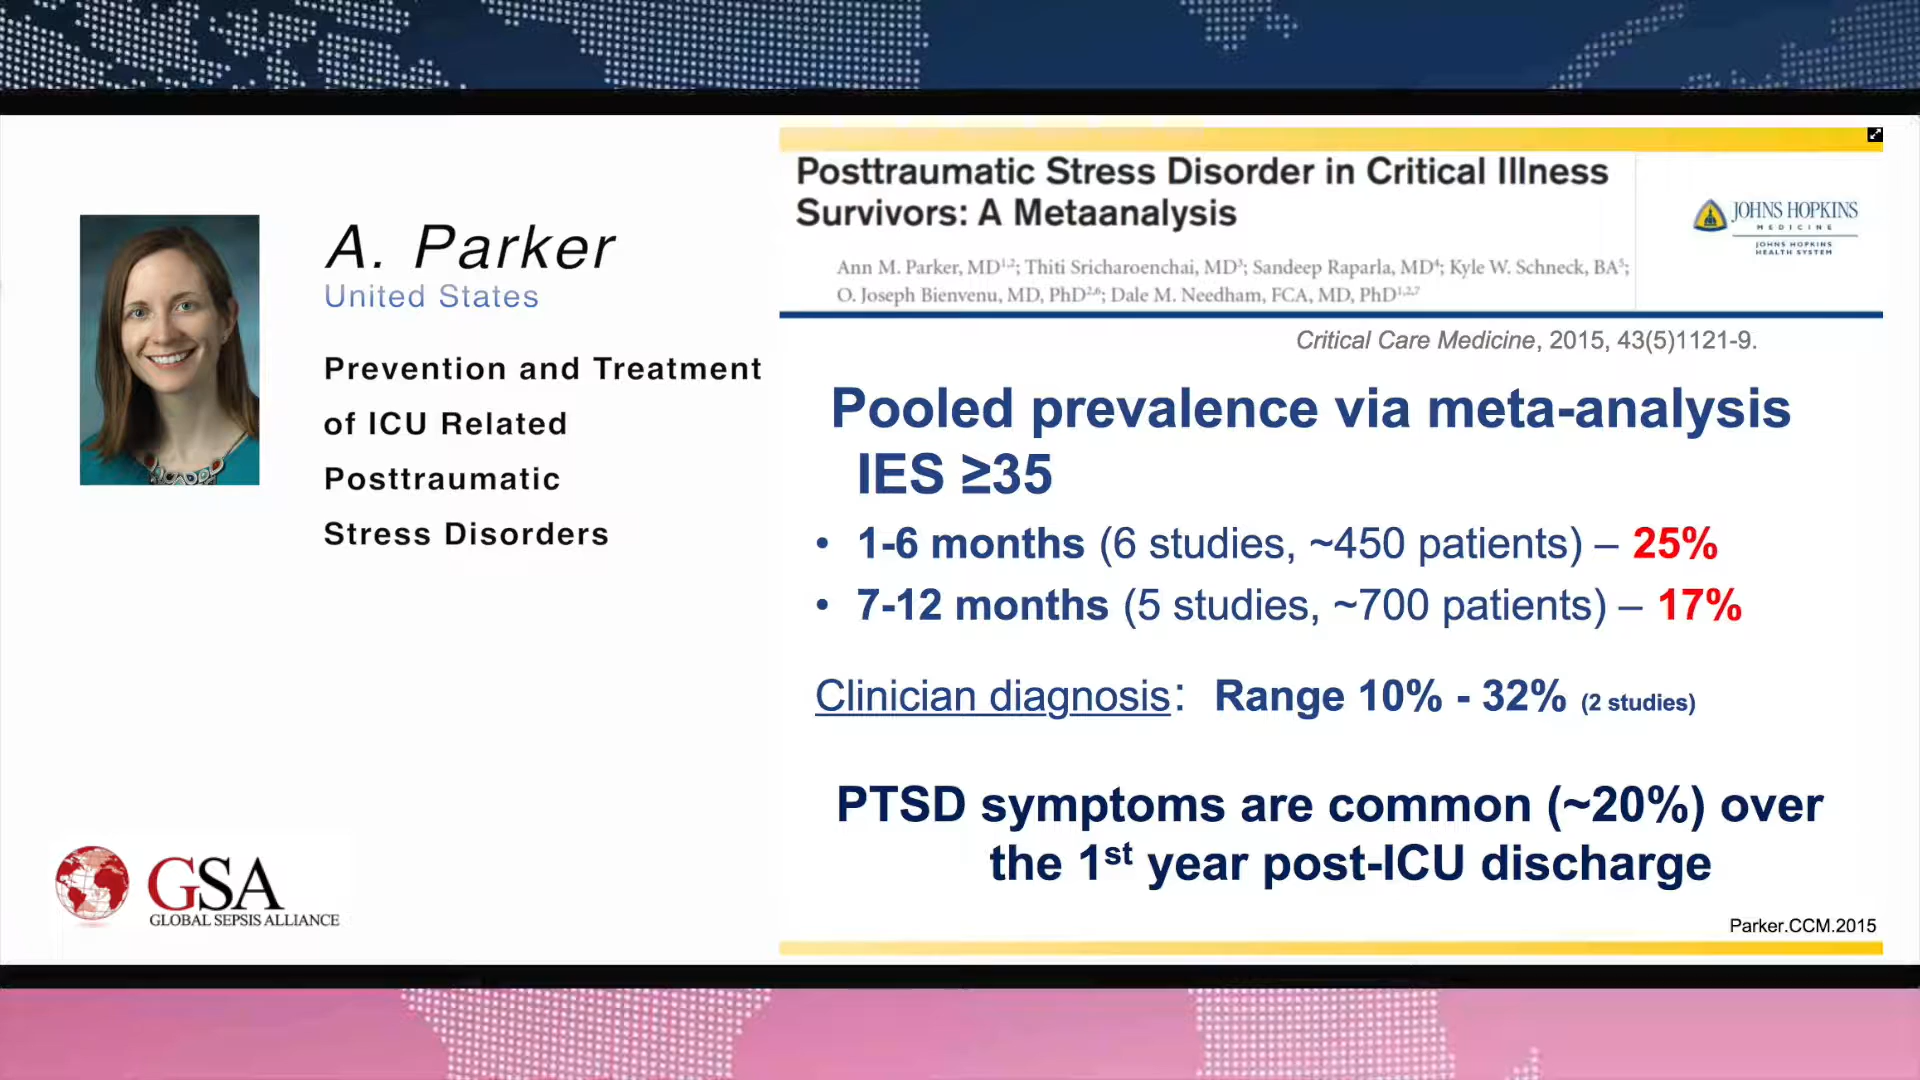 A. Parker
United States
Prevention and Treatment
of ICU Related
Posttraumatic
Stress Disorders
GSA
GLOBAL SEPSIS ALLIANCE
Posttraumatic Stress Disorder in Critical Illness
Survivors: A Metaanalysis
Ann M. Parker, MD1,2; Thiti Sricharoenchai, MD3; Sandeep Raparla, MD4; Kyle W. Schneck, BA5;
O. Joseph Bienvenu, MD, PhD2,6; Dale M. Needham, FCA, MD, PhD1,2,7
JOHNS HOPKINS
MEDICINE
JOHNS HOPKINS
HEALTH SYSTEM
Critical Care Medicine, 2015, 43(5)1121-9.
Pooled prevalence via meta-analysis
IES ≥35
• 1-6 months (6 studies, ~450 patients) – 25%
• 7-12 months (5 studies, ~700 patients) – 17%
Clinician diagnosis: Range 10% - 32% (2 studies)
PTSD symptoms are common (~20%) over
the 1st year post-ICU discharge
Parker.CCM.2015